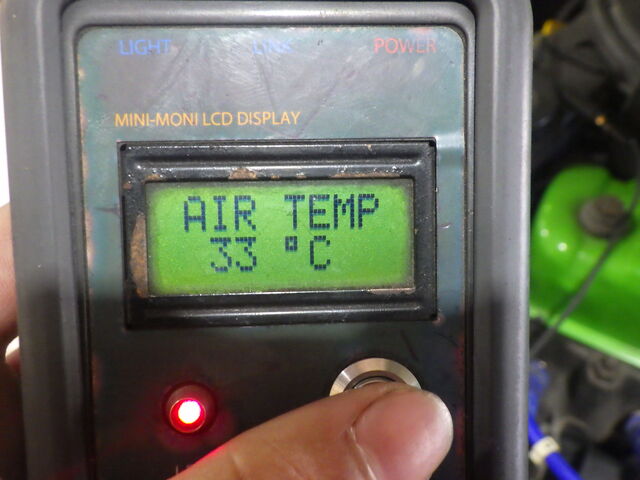 LIGHT LINK POWER
MINI-MONI LCD DISPLAY
AIR TEMP
33 °C